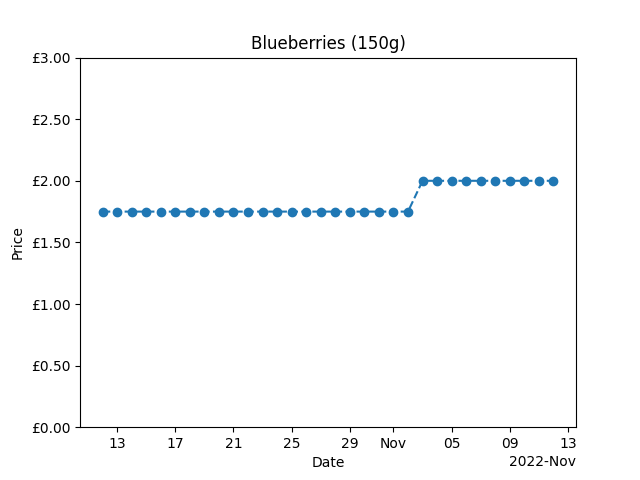 Blueberries (150g)
£3.00
£2.50
£2.00
£1.50
£1.00
£0.50
£0.00
Price
13 17 21 25 29 Nov 05 09 13
Date
2022-Nov